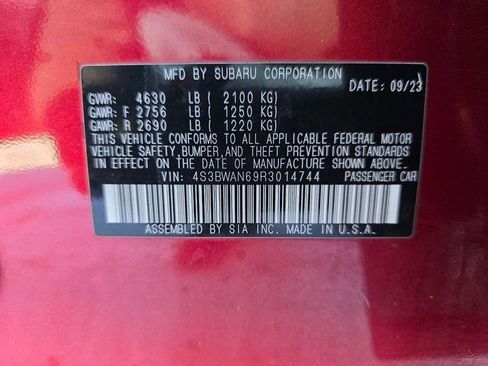 MFD BY SUBARU CORPORATION
DATE: 09/23
GVWR: 4630 LB ( 2100 KG)
GAWR: F 2756 LB ( 1250 KG)
GAWR: R 2690 LB ( 1220 KG)
THIS VEHICLE CONFORMS TO ALL APPLICABLE FEDERAL MOTOR
VEHICLE SAFETY, BUMPER, AND THEFT PREVENTION STANDARDS
IN EFFECT ON THE DATE OF MANUFACTURE SHOWN ABOVE.
VIN: 4S3BWAN69R3014744 PASSENGER CAR
ASSEMBLED BY SIA INC. MADE IN U.S.A.